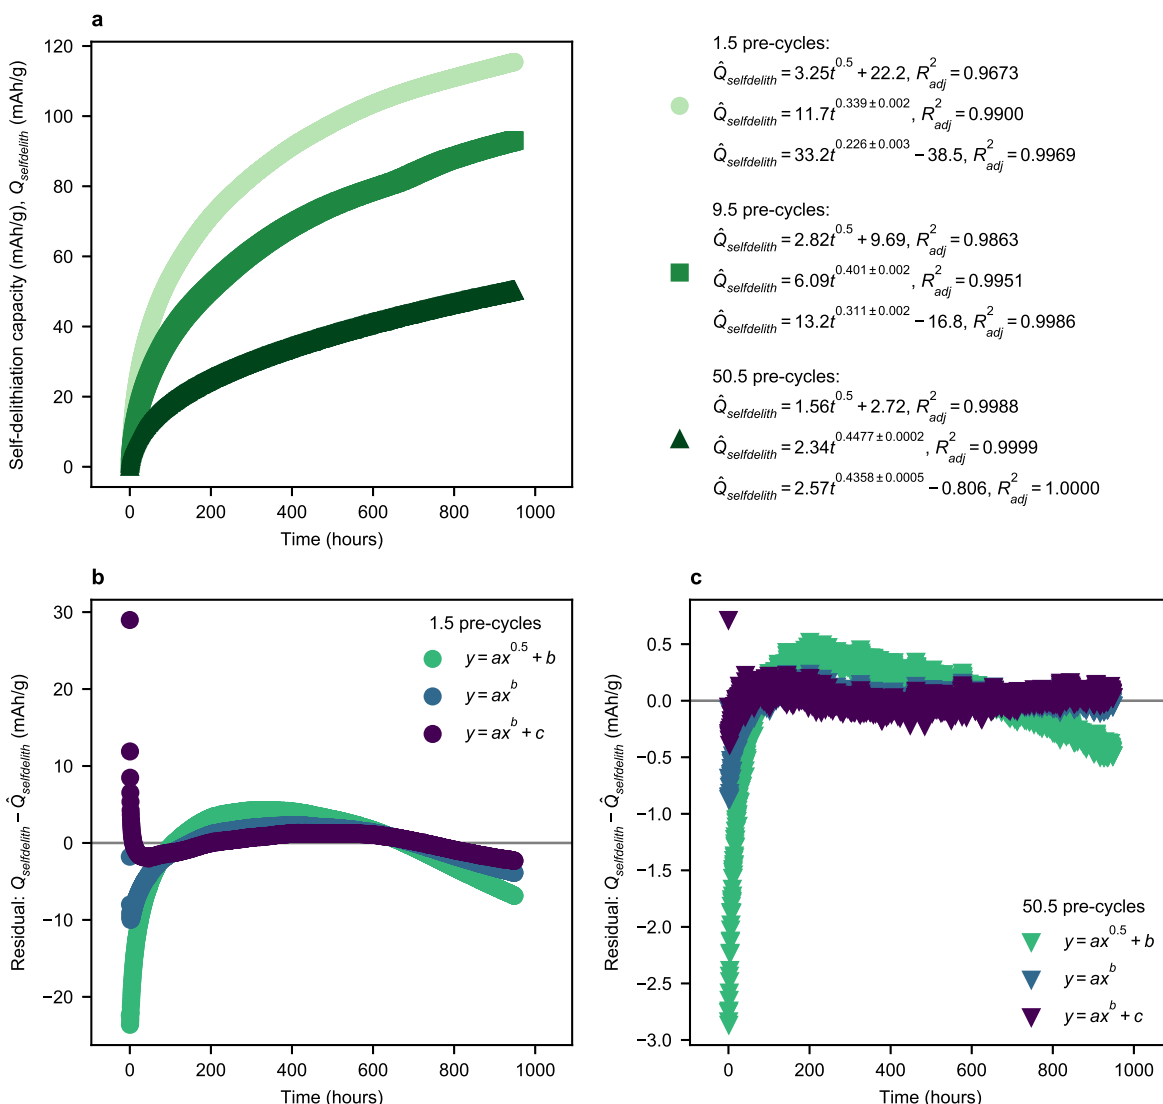 a
120
100
80
60
40
20
0
Self-delithiation capacity (mAh/g), Q_selfdelith (mAh/g)
0 200 400 600 800 1000
Time (hours)
1.5 pre-cycles:
Q̂_selfdelith = 3.25t^0.5 + 22.2, R²_adj = 0.9673
Q̂_selfdelith = 11.7t^0.339 ± 0.002, R²_adj = 0.9900
Q̂_selfdelith = 33.2t^0.226 ± 0.003 − 38.5, R²_adj = 0.9969
9.5 pre-cycles:
Q̂_selfdelith = 2.82t^0.5 + 9.69, R²_adj = 0.9863
Q̂_selfdelith = 6.09t^0.401 ± 0.002, R²_adj = 0.9951
Q̂_selfdelith = 13.2t^0.311 ± 0.002 − 16.8, R²_adj = 0.9986
50.5 pre-cycles:
Q̂_selfdelith = 1.56t^0.5 + 2.72, R²_adj = 0.9988
Q̂_selfdelith = 2.34t^0.4477 ± 0.0002, R²_adj = 0.9999
Q̂_selfdelith = 2.57t^0.4358 ± 0.0005 − 0.806, R²_adj = 1.0000
b
30
20
10
0
−10
−20
Residual: Q_selfdelith − Q̂_selfdelith (mAh/g)
1.5 pre-cycles
y = ax^0.5 + b
y = ax^b
y = ax^b + c
0 200 400 600 800 1000
Time (hours)
c
0.5
0.0
−0.5
−1.0
−1.5
−2.0
−2.5
−3.0
Residual: Q_selfdelith − Q̂_selfdelith (mAh/g)
50.5 pre-cycles
y = ax^0.5 + b
y = ax^b
y = ax^b + c
0 200 400 600 800 1000
Time (hours)